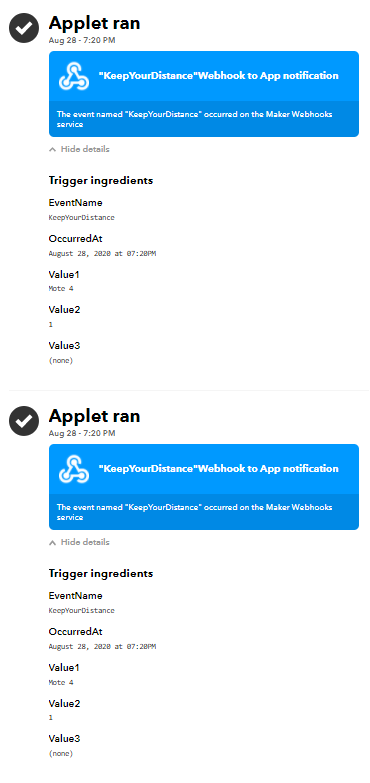 Applet ran
Aug 28 - 7:20 PM
"KeepYourDistance"Webhook to App notification
The event named "KeepYourDistance" occurred on the Maker Webhooks
service
Hide details
Trigger ingredients
EventName
KeepYourDistance
OccurredAt
August 28, 2020 at 07:20PM
Value1
Mote 4
Value2
1
Value3
(none)
Applet ran
Aug 28 - 7:20 PM
"KeepYourDistance"Webhook to App notification
The event named "KeepYourDistance" occurred on the Maker Webhooks
service
Hide details
Trigger ingredients
EventName
KeepYourDistance
OccurredAt
August 28, 2020 at 07:20PM
Value1
Mote 4
Value2
1
Value3
(none)